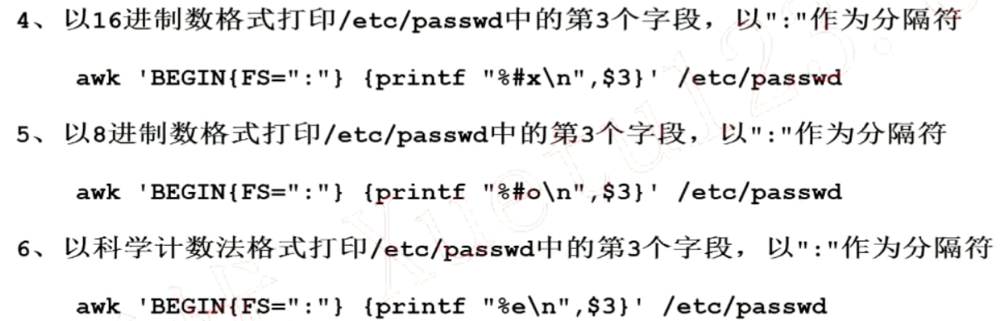 4、以16进制数格式打印/etc/passwd中的第3个字段，以":"作为分隔符
awk 'BEGIN{FS=":"} {printf "%#x\n",$3}' /etc/passwd
5、以8进制数格式打印/etc/passwd中的第3个字段，以":"作为分隔符
awk 'BEGIN{FS=":"} {printf "%#o\n",$3}' /etc/passwd
6、以科学计数法格式打印/etc/passwd中的第3个字段，以":"作为分隔符
awk 'BEGIN{FS=":"} {printf "%e\n",$3}' /etc/passwd